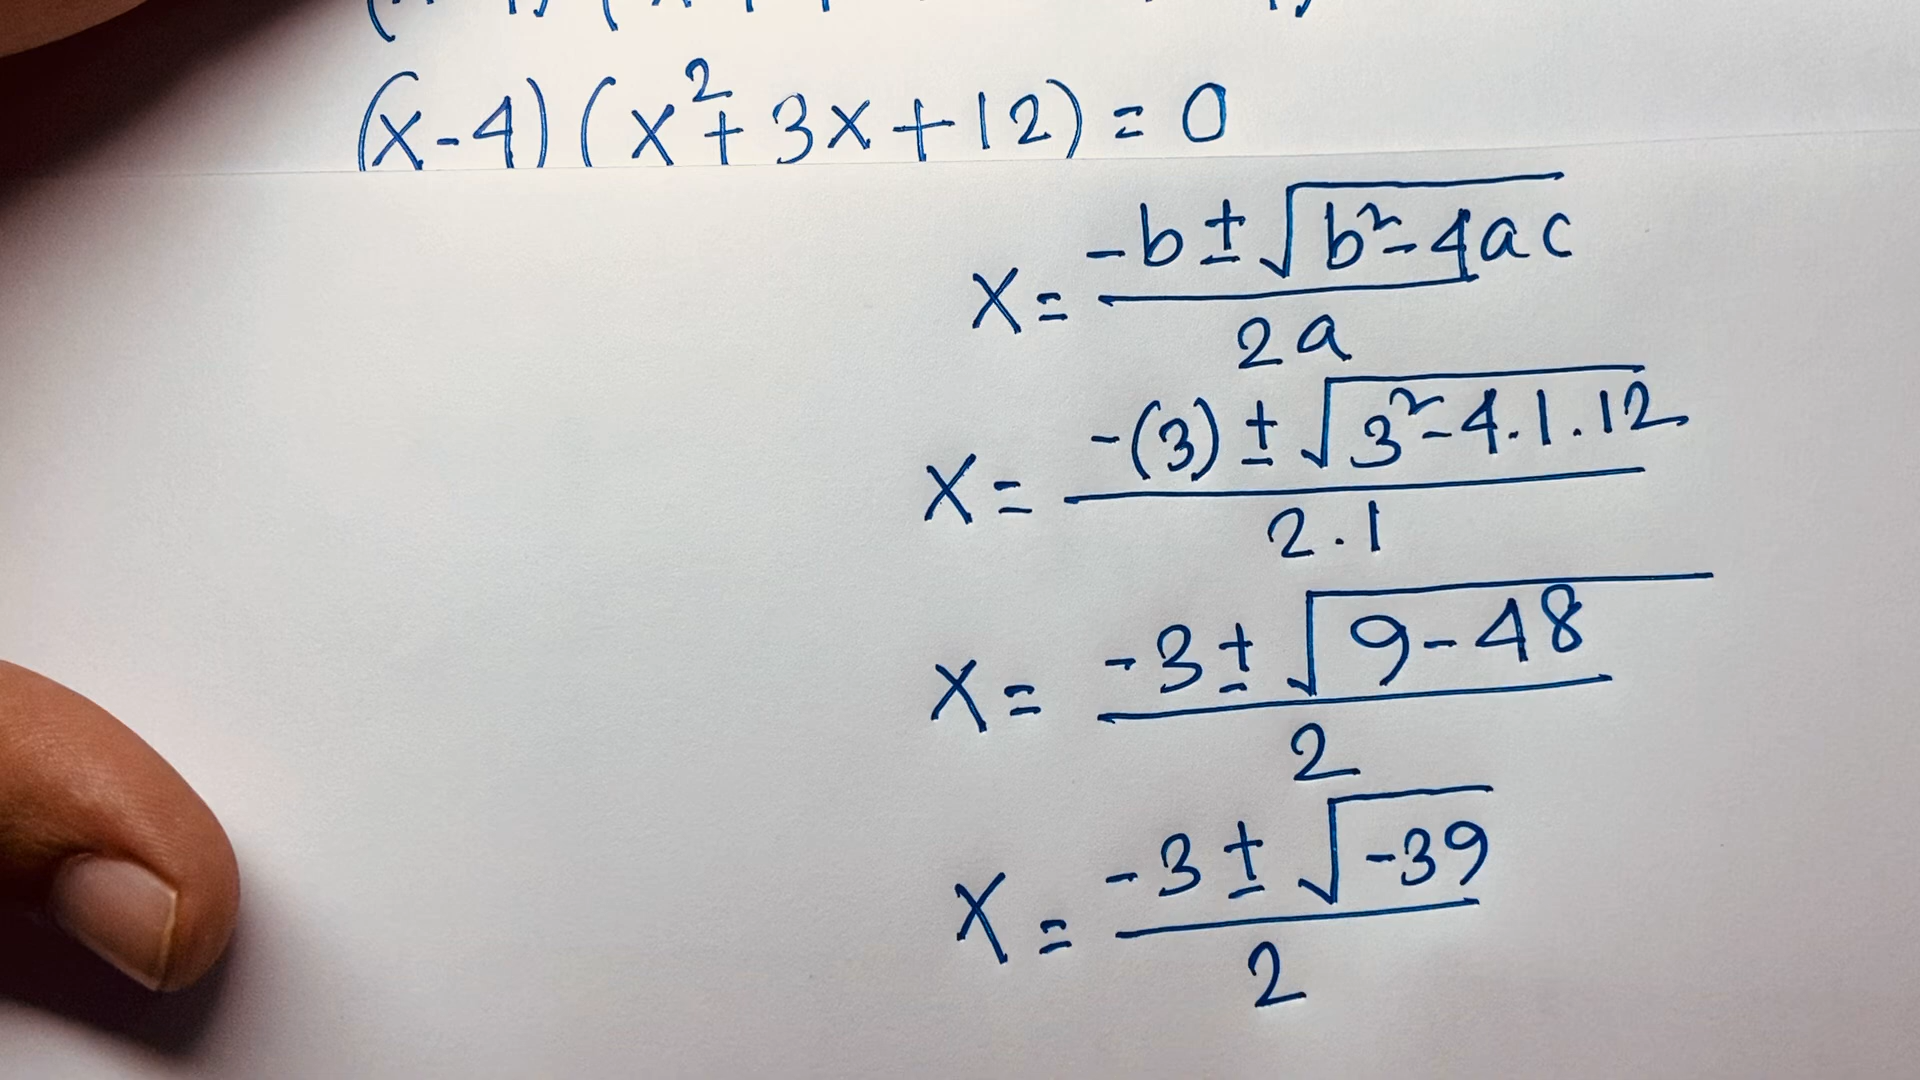 (x-4)(x²+3x+12)=0
x = (-b±√(b²-4ac))/(2a)
x = (-(3)±√(3²-4.1.12))/(2.1)
x = (-3±√(9-48))/2
x = (-3±√(-39))/2